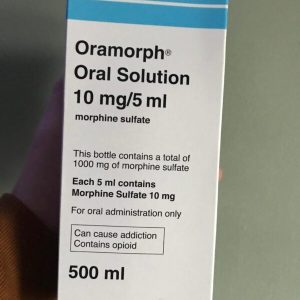 Oramorph®
Oral Solution
10 mg/5 ml
morphine sulfate
This bottle contains a total of
1000 mg of morphine sulfate
Each 5 ml contains
Morphine Sulfate 10 mg
For oral administration only
Can cause addiction
Contains opioid
500 ml